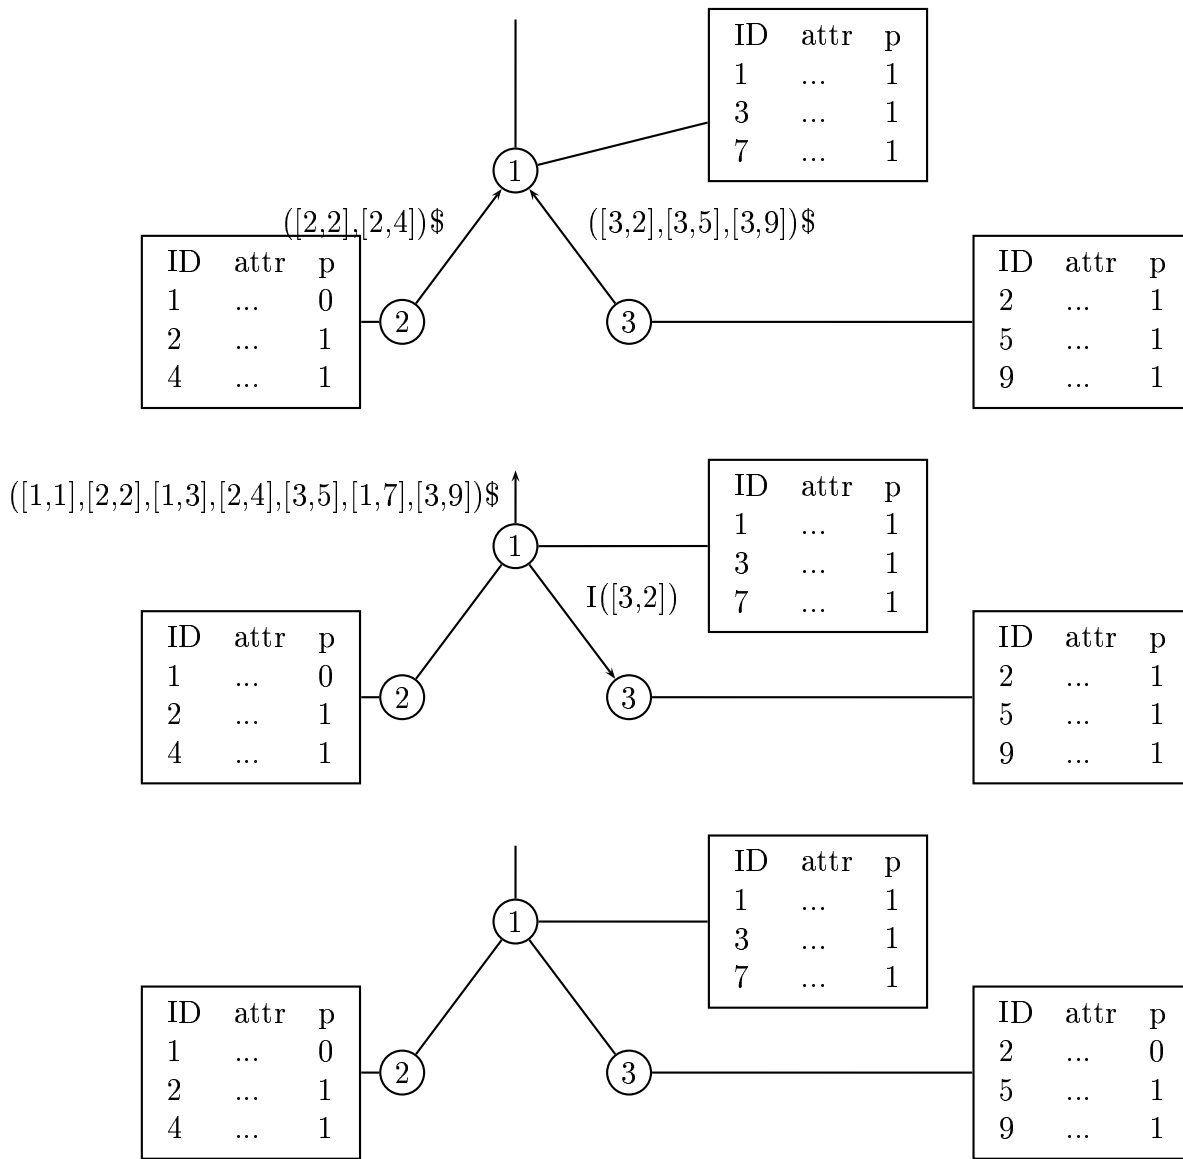 ID attr p
1 ... 1
3 ... 1
7 ... 1
1
([2,2],[2,4])$
([3,2],[3,5],[3,9])$
ID attr p
1 ... 0
2 ... 1
4 ... 1
2
3
ID attr p
2 ... 1
5 ... 1
9 ... 1
([1,1],[2,2],[1,3],[2,4],[3,5],[1,7],[3,9])$
ID attr p
1 ... 1
3 ... 1
7 ... 1
1
I([3,2])
ID attr p
1 ... 0
2 ... 1
4 ... 1
2
3
ID attr p
2 ... 1
5 ... 1
9 ... 1
ID attr p
1 ... 1
3 ... 1
7 ... 1
1
ID attr p
1 ... 0
2 ... 1
4 ... 1
2
3
ID attr p
2 ... 0
5 ... 1
9 ... 1